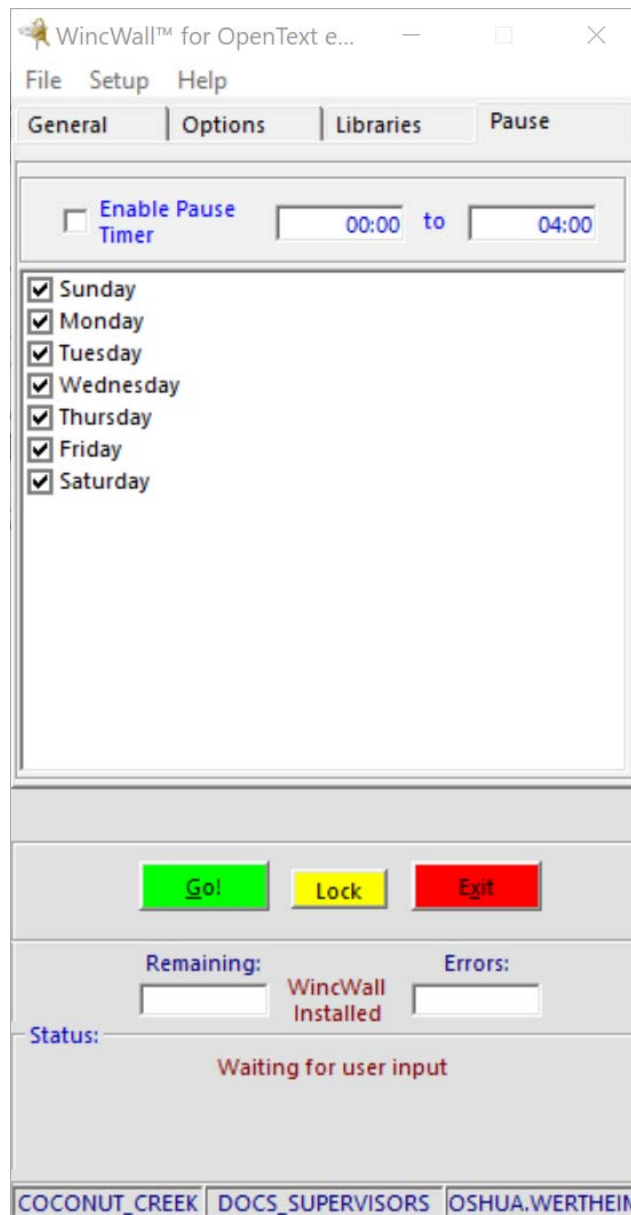 WincWall™ for OpenText e...
File Setup Help
General Options Libraries Pause
Enable Pause
Timer
00:00 to 04:00
Sunday
Monday
Tuesday
Wednesday
Thursday
Friday
Saturday
Go! Lock Exit
Remaining: Errors:
WincWall
Installed
Status:
Waiting for user input
COCONUT_CREEK DOCS_SUPERVISORS OSHUA.WERTHEIM